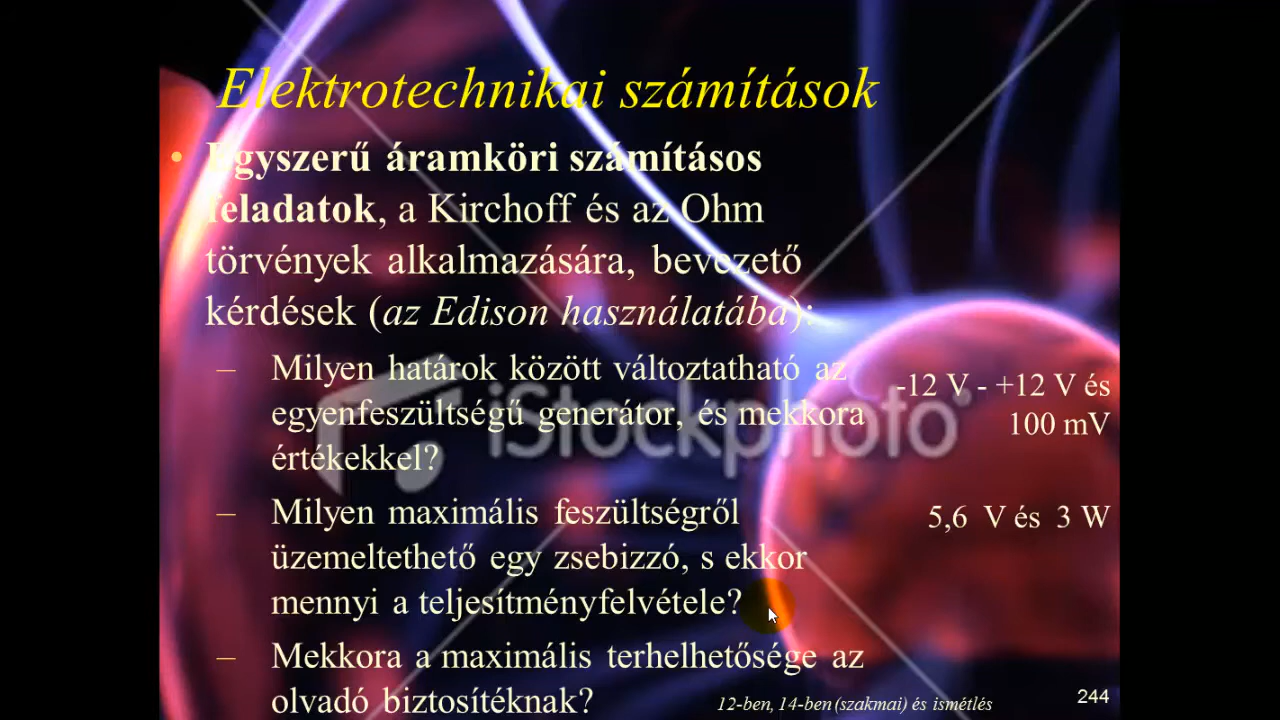 Elektrotechnikai számítások
• Egyszerű áramköri számításos
feladatok, a Kirchoff és az Ohm
törvények alkalmazására, bevezető
kérdések (az Edison használatába):
– Milyen határok között változtatható az
egyenfeszültségű generátor, és mekkora
értékekkel?
-12 V - +12 V és
100 mV
– Milyen maximális feszültségről
üzemeltethető egy zsebizzó, s ekkor
mennyi a teljesítményfelvétele?
5,6 V és 3 W
– Mekkora a maximális terhelhetősége az
olvadó biztosítéknak?
12-ben, 14-ben (szakmai) és ismétlés
244
iStockphoto